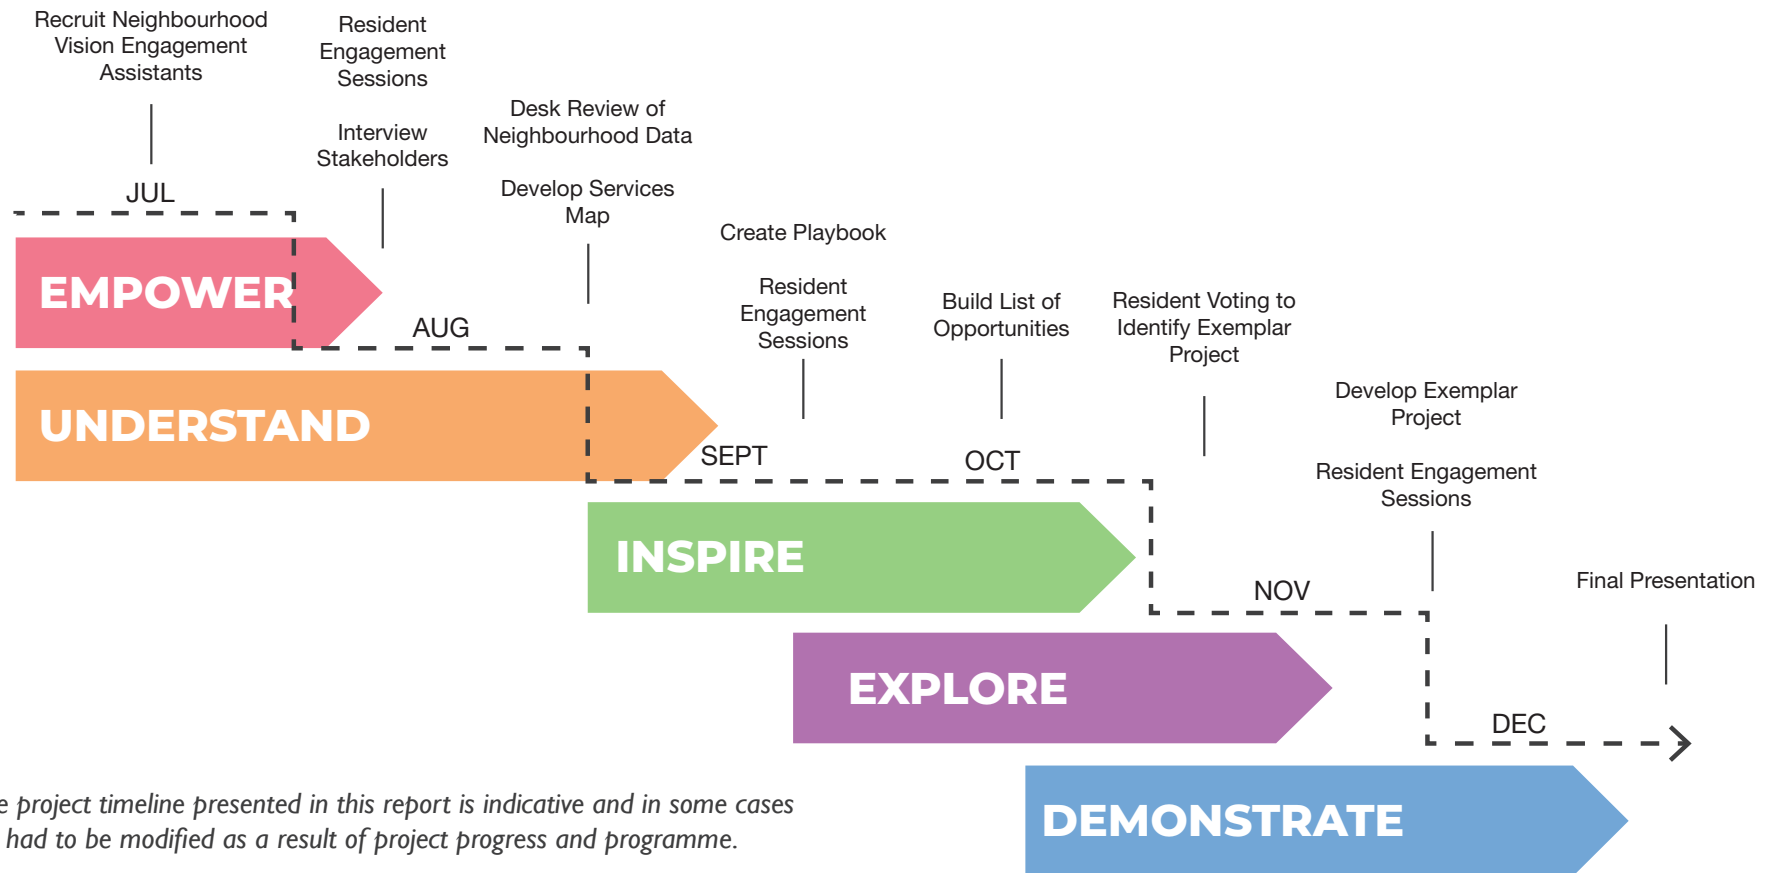 Recruit Neighbourhood
Vision Engagement
Assistants
Resident
Engagement
Sessions
Interview
Stakeholders
Desk Review of
Neighbourhood Data
Develop Services
Map
Create Playbook
Resident
Engagement
Sessions
Build List of
Opportunities
Resident Voting to
Identify Exemplar
Project
Develop Exemplar
Project
Resident Engagement
Sessions
Final Presentation
JUL
EMPOWER
AUG
UNDERSTAND
SEPT
OCT
INSPIRE
NOV
EXPLORE
DEC
DEMONSTRATE
project timeline presented in this report is indicative and in some cases
had to be modified as a result of project progress and programme.